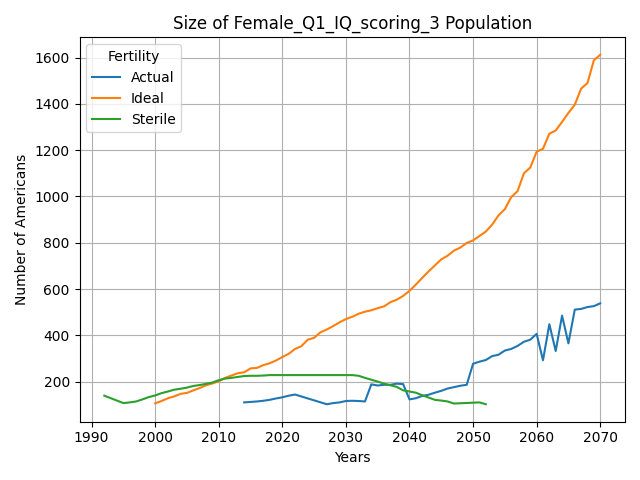 Size of Female_Q1_IQ_scoring_3 Population
Fertility
Actual
Ideal
Sterile
Number of Americans
1600
1400
1200
1000
800
600
400
200
1990 2000 2010 2020 2030 2040 2050 2060 2070
Years